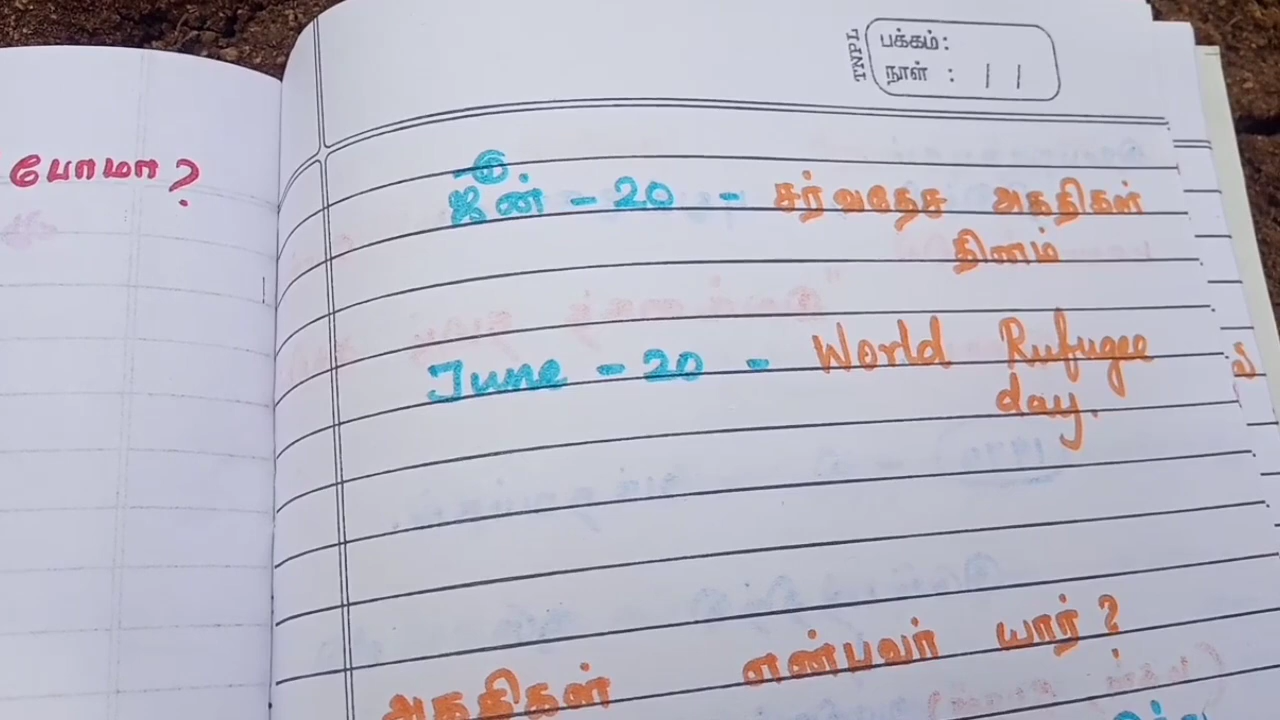 போமா?
TNPL
பக்கம்:
நாள் : | |
ஜூன் - 20 - சர்வதேச அகதிகள்
தினம்
June - 20 - World Rufugee
day.
அகதிகள் என்பவர் யார்?